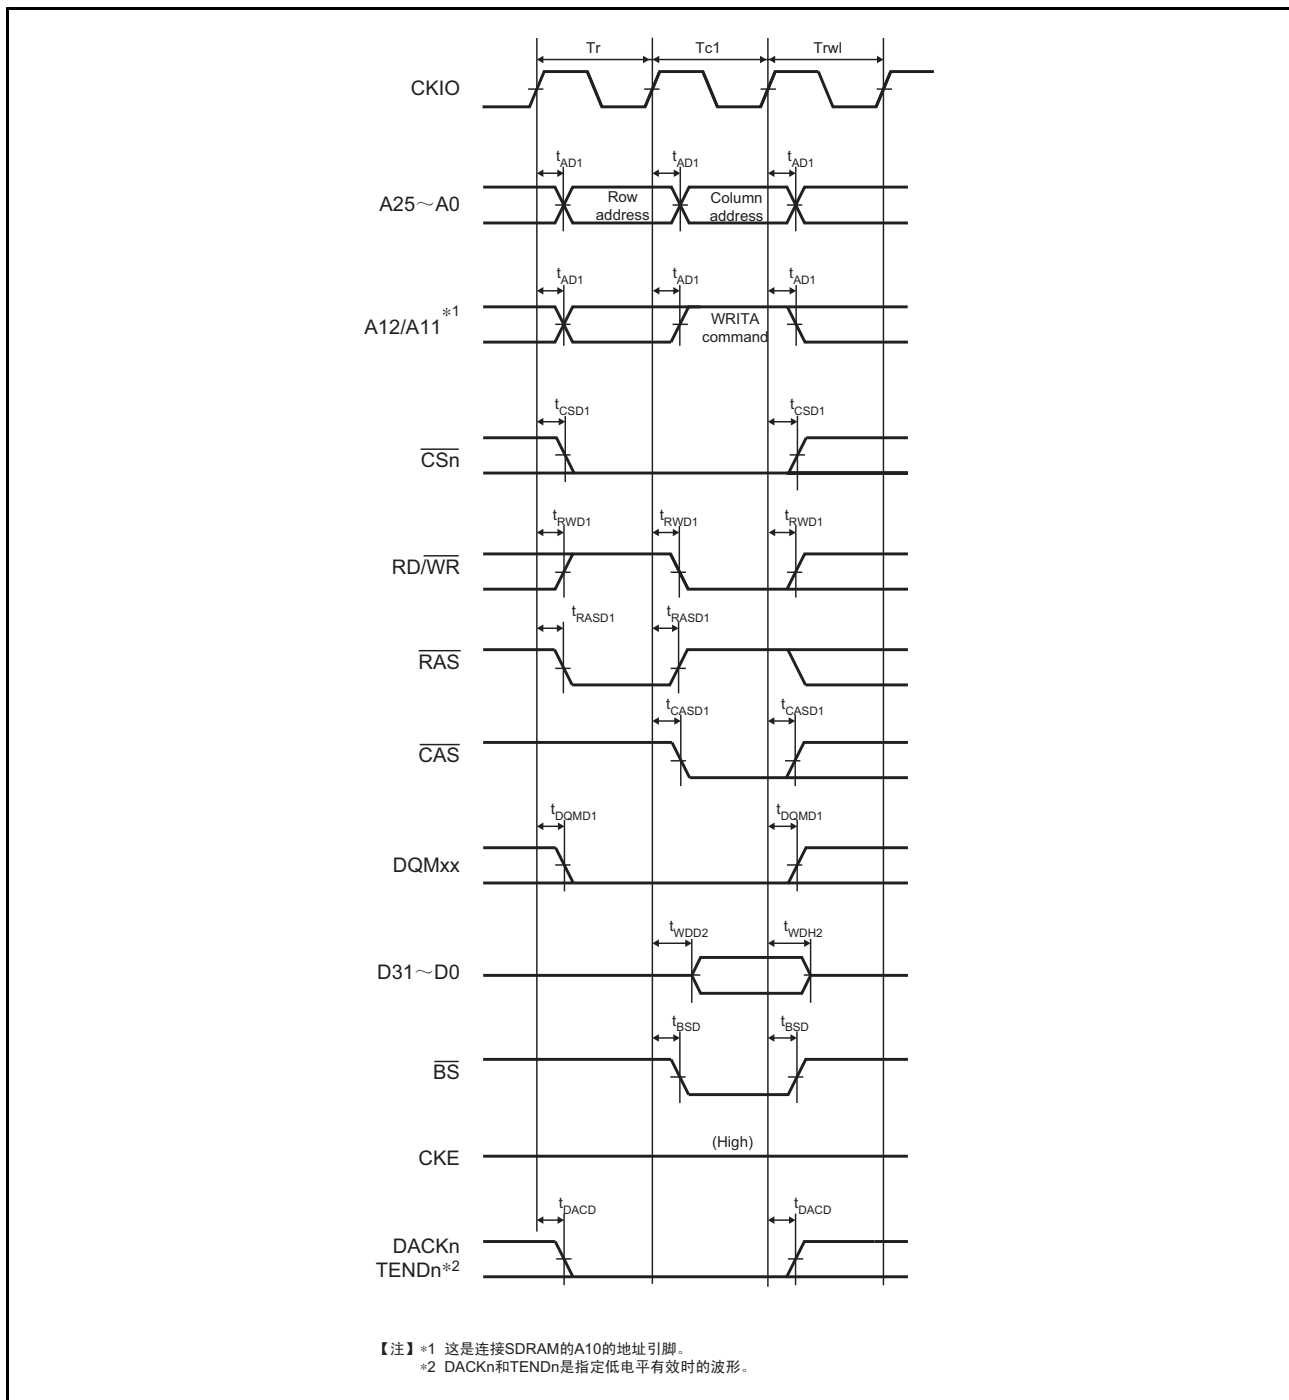 Tr Tc1 Trwl
CKIO
tAD1 tAD1 tAD1
A25～A0
Row address
Column address
tAD1 tAD1 tAD1
A12/A11*1
WRITA command
tCSD1 tCSD1
CSn
tRWD1 tRWD1 tRWD1
RD/WR
tRASD1 tRASD1
RAS
tCASD1 tCASD1
CAS
tDQMD1 tDQMD1
DQMxx
tWDD2 tWDH2
D31～D0
tBSD tBSD
BS
(High)
CKE
tDACD tDACD
DACKn
TENDn*2
【注】*1 这是连接SDRAM的A10的地址引脚。
*2 DACKn和TENDn是指定低电平有效时的波形。